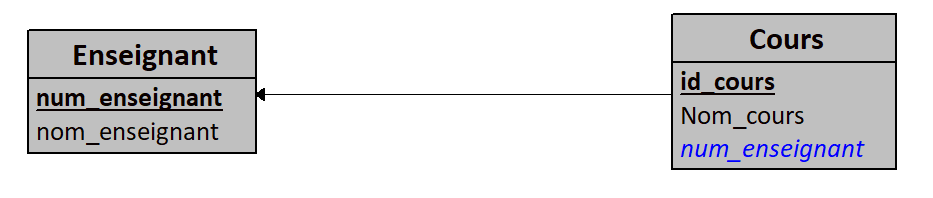 Enseignant
num_enseignant
nom_enseignant
Cours
id_cours
Nom_cours
num_enseignant